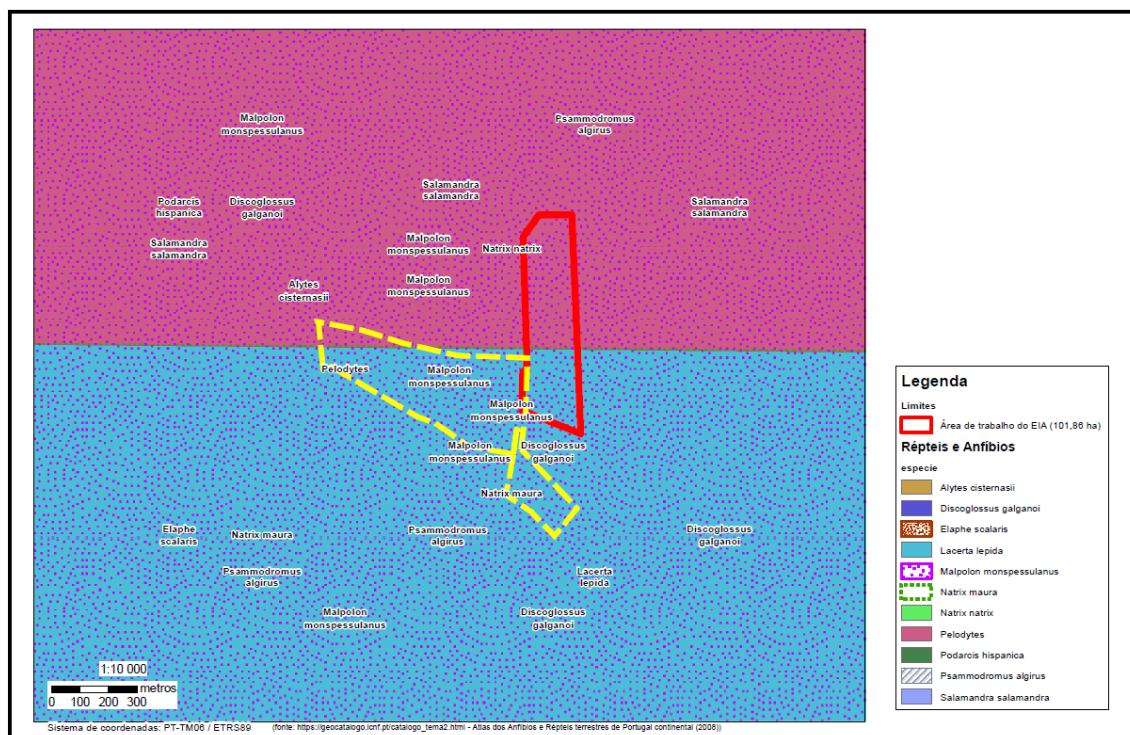 Malpolon
monspessulanus
Psammodromus
algirus
Salamandra
salamandra
Podarcis
hispanica
Discoglossus
galganoi
Salamandra
salamandra
Salamandra
salamandra
Malpolon
monspessulanus
Natrix natrix
Malpolon
monspessulanus
Alytes
cisternasii
Pelodytes
Malpolon
monspessulanus
Malpolon
monspessulanus
Malpolon
monspessulanus
Discoglossus
galganoi
Natrix maura
Elaphe
scalaris
Natrix maura
Psammodromus
algirus
Discoglossus
galganoi
Psammodromus
algirus
Lacerta
lepida
Malpolon
monspessulanus
Discoglossus
galganoi
1:10 000
metros
0 100 200 300
Sistema de coordenadas: PT-TM06 / ETRS89 (fonte: https://geocatalogo.icnf.pt/catalogo_tema2.html - Atlas dos Anfíbios e Répteis terrestres de Portugal continental (2008))
Legenda
Limites
Área de trabalho do EIA (101,86 ha)
Répteis e Anfíbios
especie
Alytes cisternasii
Discoglossus galganoi
Elaphe scalaris
Lacerta lepida
Malpolon monspessulanus
Natrix maura
Natrix natrix
Pelodytes
Podarcis hispanica
Psammodromus algirus
Salamandra salamandra